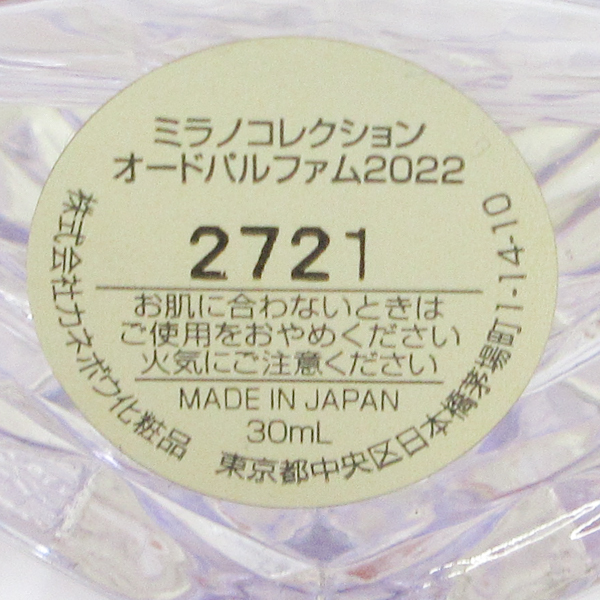 ミラノコレクション
オードパルファム2022
2721
お肌に合わないときは
ご使用をおやめください
火気にご注意ください
MADE IN JAPAN
30mL
株式会社カネボウ化粧品
東京都中央区日本橋茅場町1-14-10